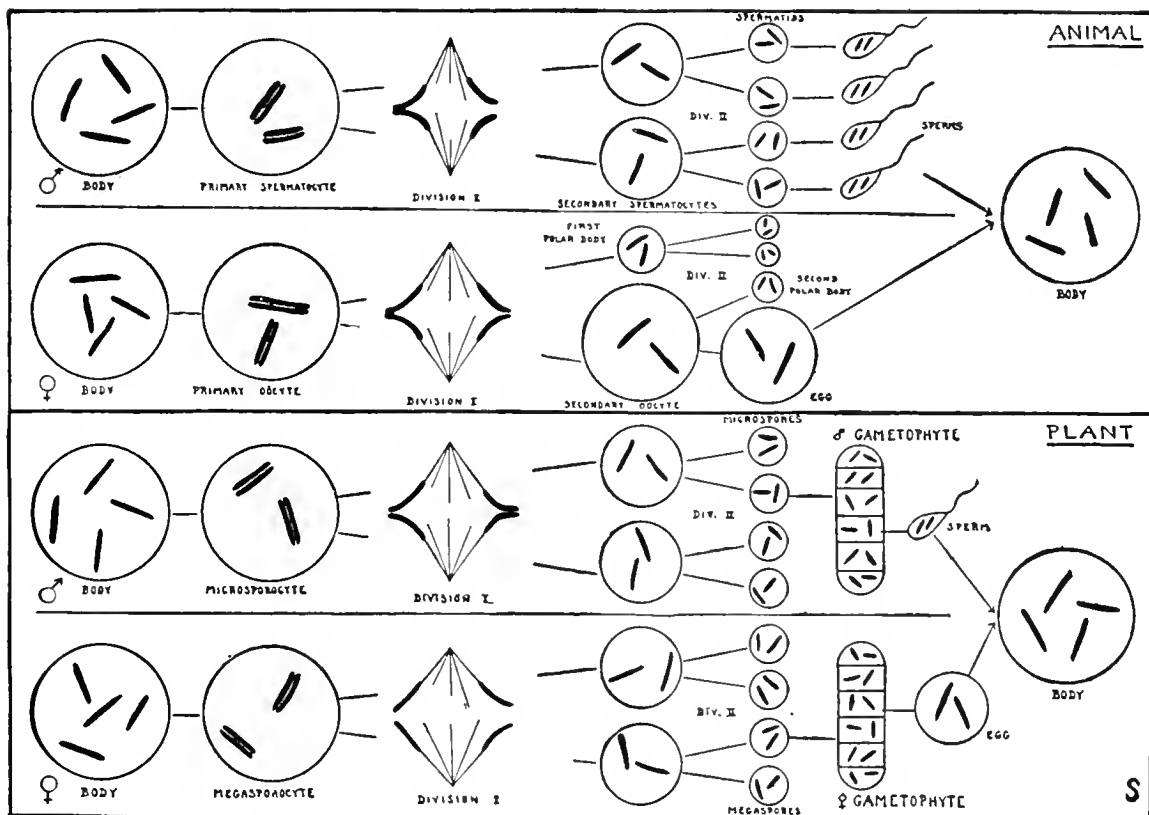 ANIMAL
SPERMATIDS
DIV. II
SPERMS
♂ BODY
PRIMARY SPERMATOCYTE
DIVISION I
SECONDARY SPERMATOCYTES
FIRST
POLAR BODY
DIV. II
SECOND
POLAR BODY
BODY
♀ BODY
PRIMARY OÖCYTE
DIVISION I
SECONDARY OOCYTE
EGG
PLANT
MICROSPORES
♂ GAMETOPHYTE
DIV. II
SPERM
♂ BODY
MICROSPOROCYTE
DIVISION I
DIV. II
BODY
EGG
♀ BODY
MEGASPOROCYTE
DIVISION I
MEGASPORES
♀ GAMETOPHYTE
S